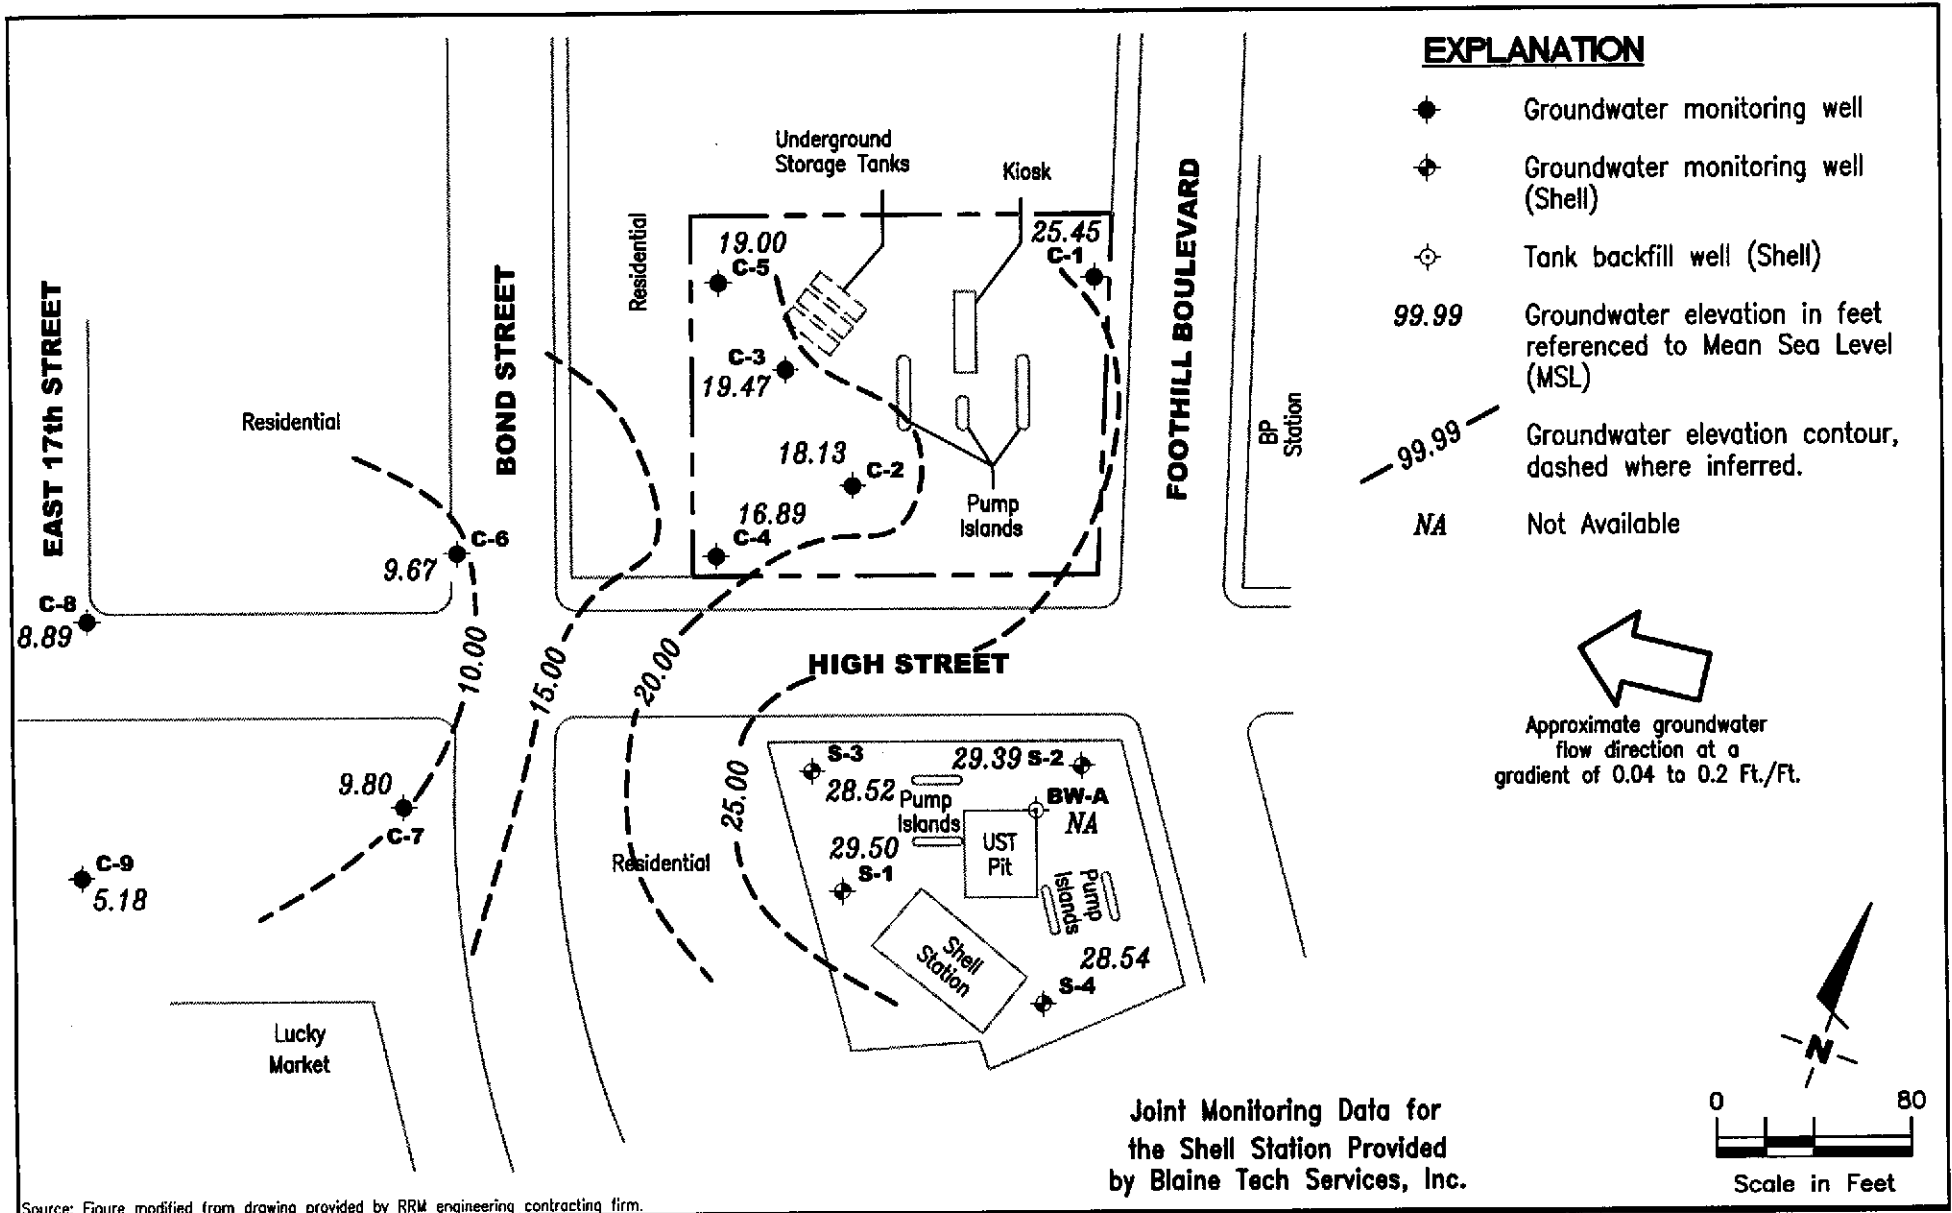 EXPLANATION
Groundwater monitoring well
Groundwater monitoring well
(Shell)
Tank backfill well (Shell)
99.99
Groundwater elevation in feet
referenced to Mean Sea Level
(MSL)
99.99
Groundwater elevation contour,
dashed where inferred.
NA
Not Available
Approximate groundwater
flow direction at a
gradient of 0.04 to 0.2 Ft./Ft.
Underground
Storage Tanks
Kiosk
Residential
19.00
C-5
25.45
C-1
C-3
19.47
18.13
C-2
16.89
C-4
Pump
Islands
FOOTHILL BOULEVARD
BP
Station
EAST 17th STREET
BOND STREET
Residential
C-6
9.67
C-8
8.89
10.00
15.00
20.00
25.00
HIGH STREET
9.80
C-7
C-9
5.18
Residential
S-3
28.52
29.39
S-2
Pump
Islands
BW-A
NA
29.50
S-1
UST
Pit
Pump
Islands
Shell
Station
28.54
S-4
Lucky
Market
N
Joint Monitoring Data for
the Shell Station Provided
by Blaine Tech Services, Inc.
0
80
Scale in Feet
Source: Figure modified from drawing provided by RRM engineering contracting firm.